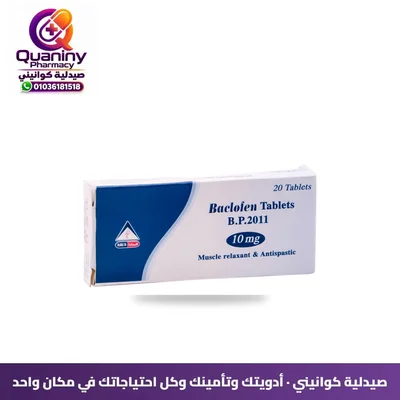 Quaniny
Pharmacy
صيدلية كوانيني
01036181518
20 Tablets
Baclofen Tablets
B.P.2011
10 mg
Muscle relaxant & Antispastic
صيدلية كوانيني · أدويتك وتأمينك وكل احتياجاتك في مكان واحد